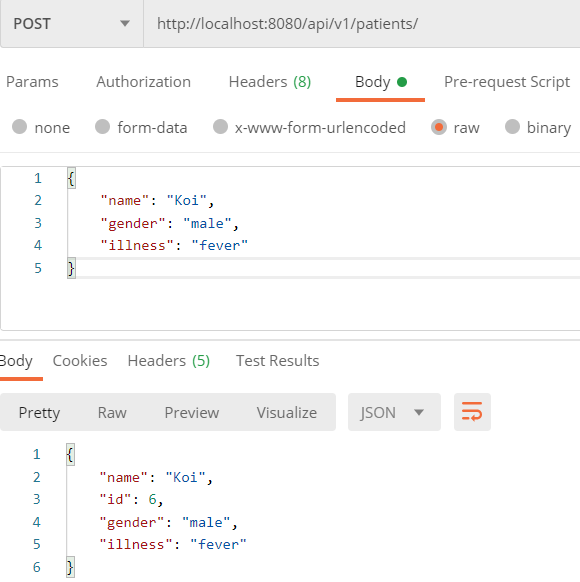 POST http://localhost:8080/api/v1/patients/
Params Authorization Headers (8) Body Pre-request Script
none form-data x-www-form-urlencoded raw binary
1 {
2 "name": "Koi",
3 "gender": "male",
4 "illness": "fever"
5 }
Body Cookies Headers (5) Test Results
Pretty Raw Preview Visualize JSON
1 {
2 "name": "Koi",
3 "id": 6,
4 "gender": "male",
5 "illness": "fever"
6 }